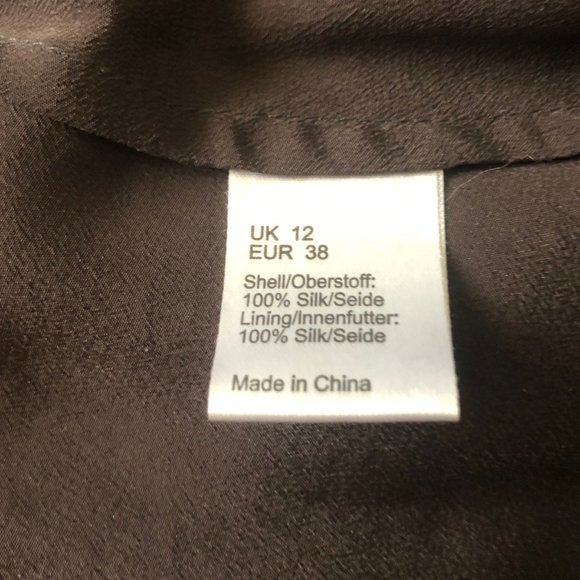 UK 12
EUR 38
Shell/Oberstoff:
100% Silk/Seide
Lining/Innenfutter:
100% Silk/Seide
Made in China